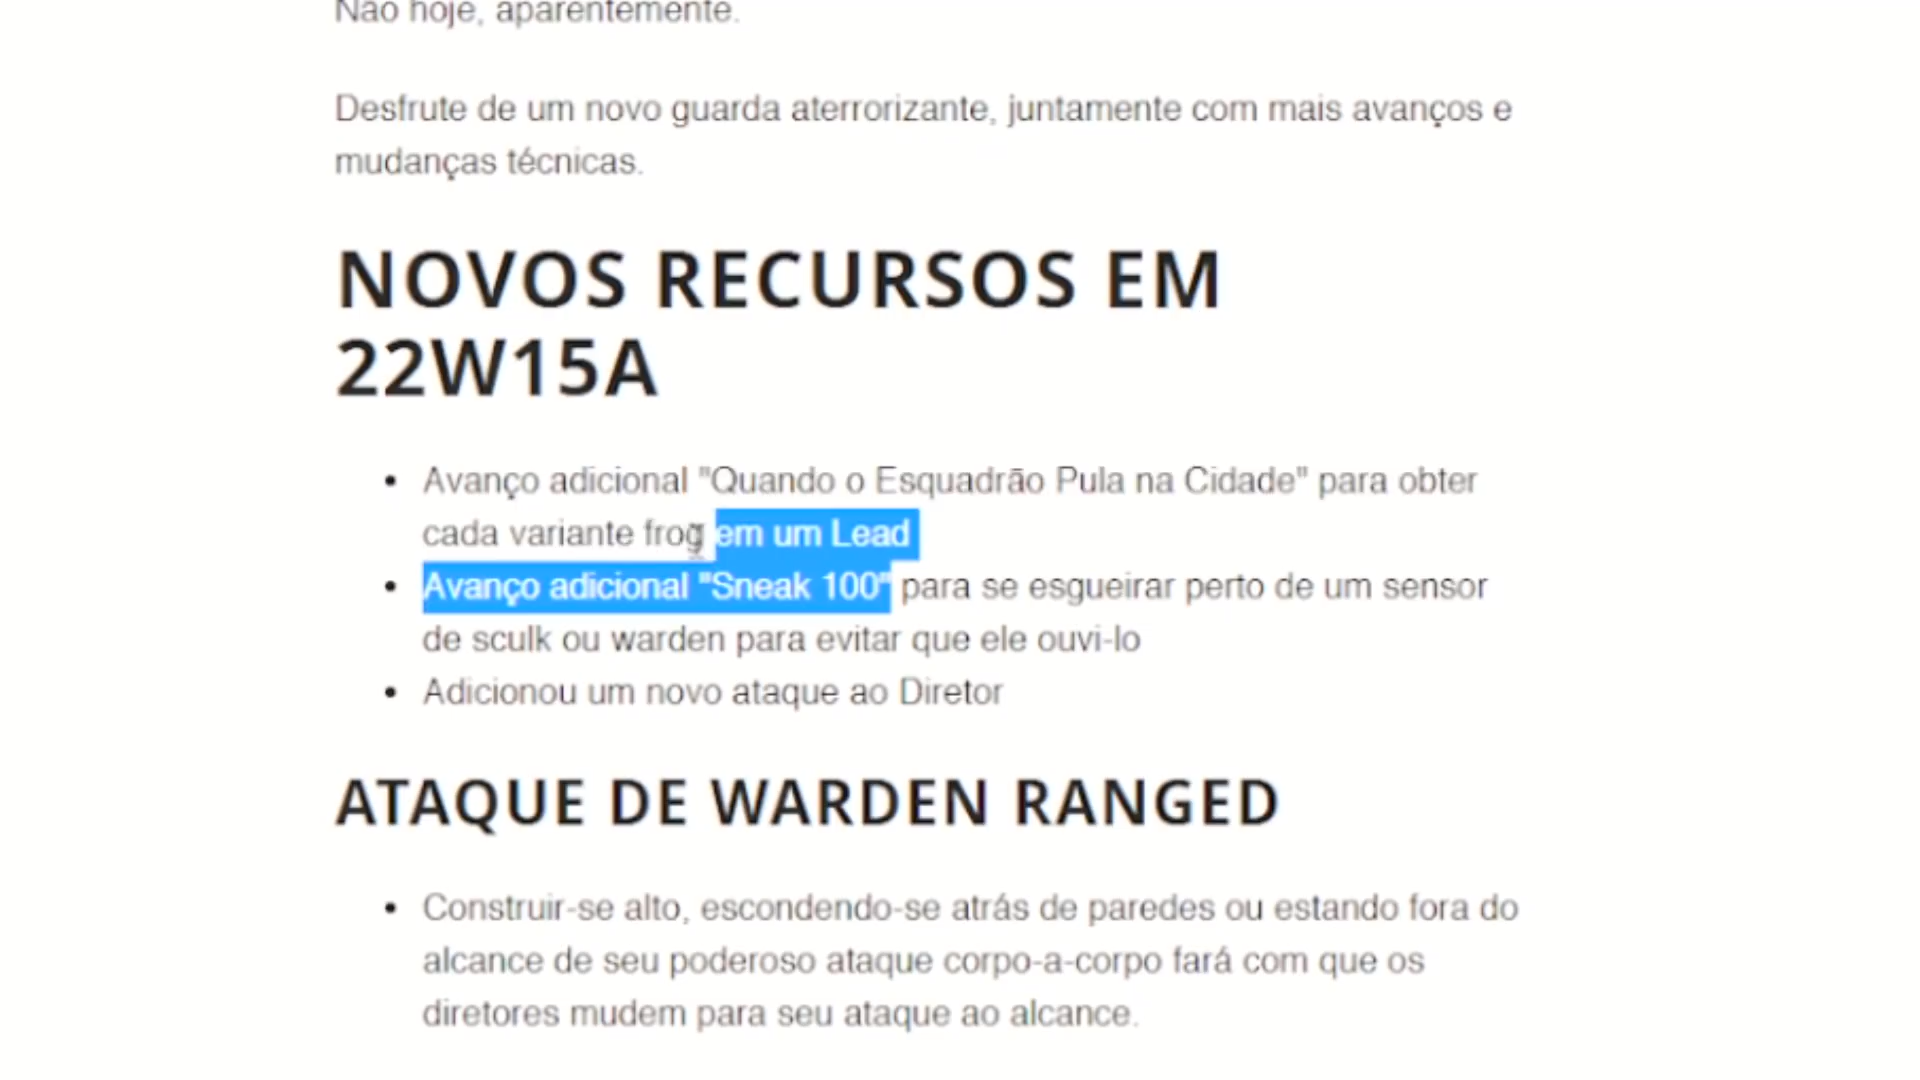 Não hoje, aparentemente.
Desfrute de um novo guarda aterrorizante, juntamente com mais avanços e
mudanças técnicas.
NOVOS RECURSOS EM
22W15A
• Avanço adicional "Quando o Esquadrão Pula na Cidade" para obter
cada variante frog em um Lead
• Avanço adicional "Sneak 100" para se esgueirar perto de um sensor
de sculk ou warden para evitar que ele ouvi-lo
• Adicionou um novo ataque ao Diretor
ATAQUE DE WARDEN RANGED
• Construir-se alto, escondendo-se atrás de paredes ou estando fora do
alcance de seu poderoso ataque corpo-a-corpo fará com que os
diretores mudem para seu ataque ao alcance.